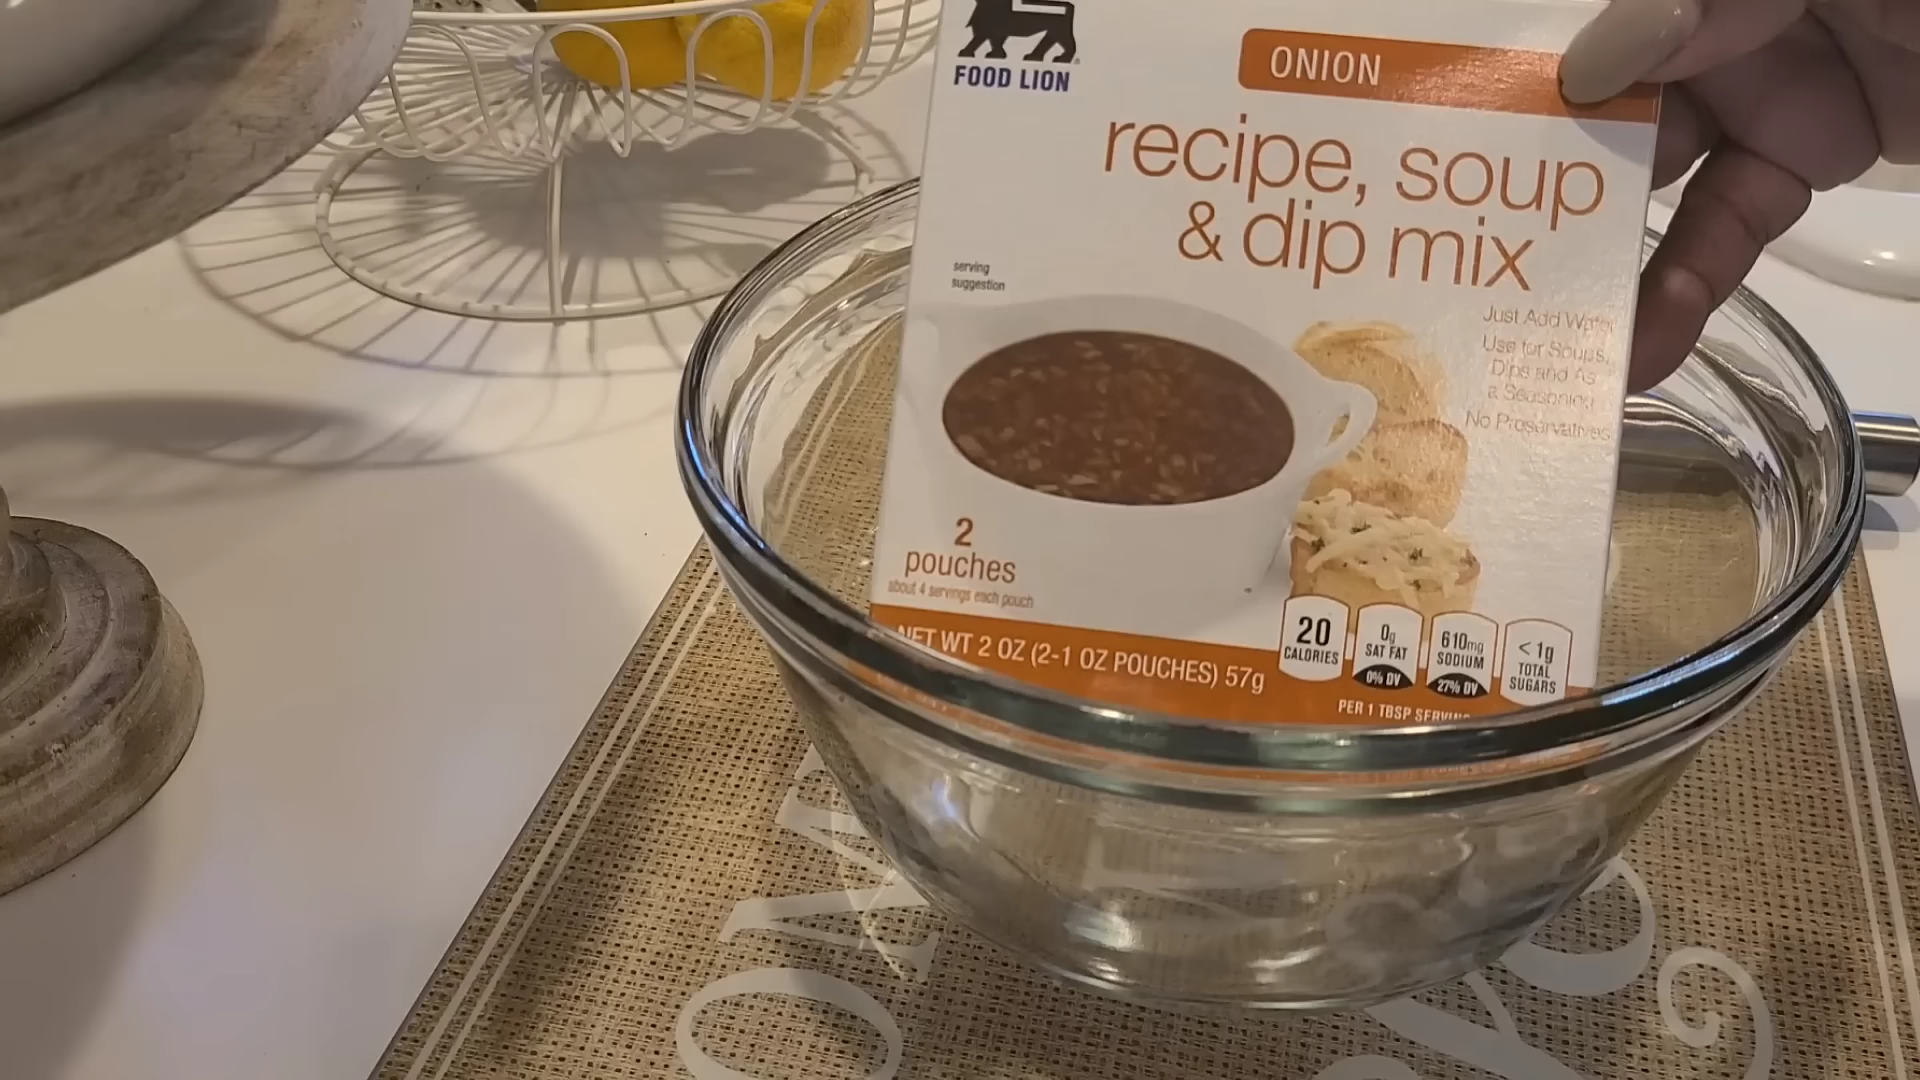 FOOD LION
ONION
recipe, soup
& dip mix
serving
suggestion
Just Add Water
Use for Soups,
Dips and As
a Seasoning
No Preservatives
2
pouches
about 4 servings each pouch
NET WT 2 OZ (2-1 OZ POUCHES) 57g
20
CALORIES
0g
SAT FAT
0% DV
610mg
SODIUM
27% DV
<1g
TOTAL
SUGARS
PER 1 TBSP SERVING